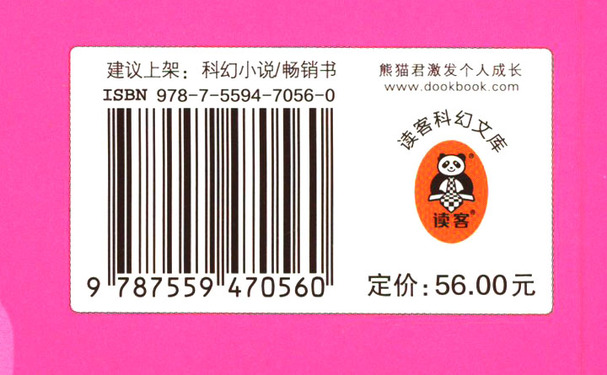 建议上架：科幻小说/畅销书
ISBN 978-7-5594-7056-0
9 787559 470560
熊猫君激发个人成长
www.dookbook.com
读客科幻文库®
读客®
定价：56.00元